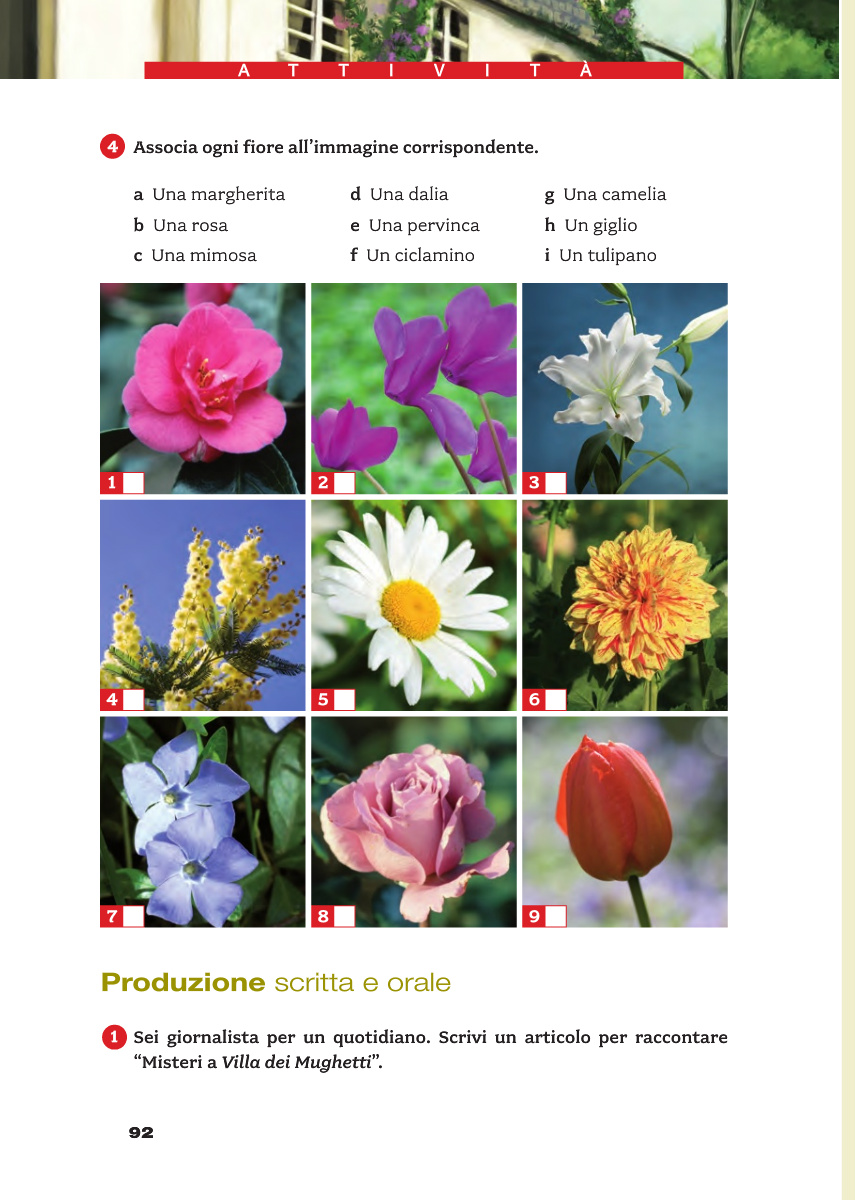 ATTIVITÀ
4 Associa ogni fiore all’immagine corrispondente.
a Una margherita
b Una rosa
c Una mimosa
d Una dalia
e Una pervinca
f Un ciclamino
g Una camelia
h Un giglio
i Un tulipano
1
2
3
4
5
6
7
8
9
Produzione scritta e orale
1 Sei giornalista per un quotidiano. Scrivi un articolo per raccontare
“Misteri a Villa dei Mughetti”.
92